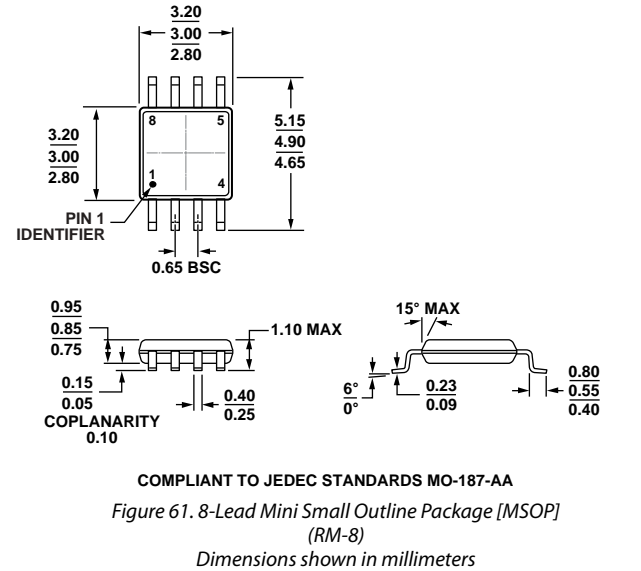 3.20
3.00
2.80
8
5
3.20
3.00
2.80
5.15
4.90
4.65
1
4
PIN 1
IDENTIFIER
0.65 BSC
0.95
0.85
0.75
1.10 MAX
15° MAX
0.15
0.05
COPLANARITY
0.10
0.40
0.25
6°
0°
0.23
0.09
0.80
0.55
0.40
COMPLIANT TO JEDEC STANDARDS MO-187-AA
Figure 61. 8-Lead Mini Small Outline Package [MSOP]
(RM-8)
Dimensions shown in millimeters